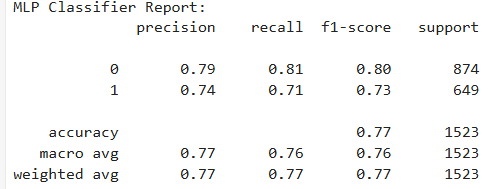 MLP Classifier Report:
precision recall f1-score support
0 0.79 0.81 0.80 874
1 0.74 0.71 0.73 649
accuracy 0.77 1523
macro avg 0.77 0.76 0.76 1523
weighted avg 0.77 0.77 0.77 1523